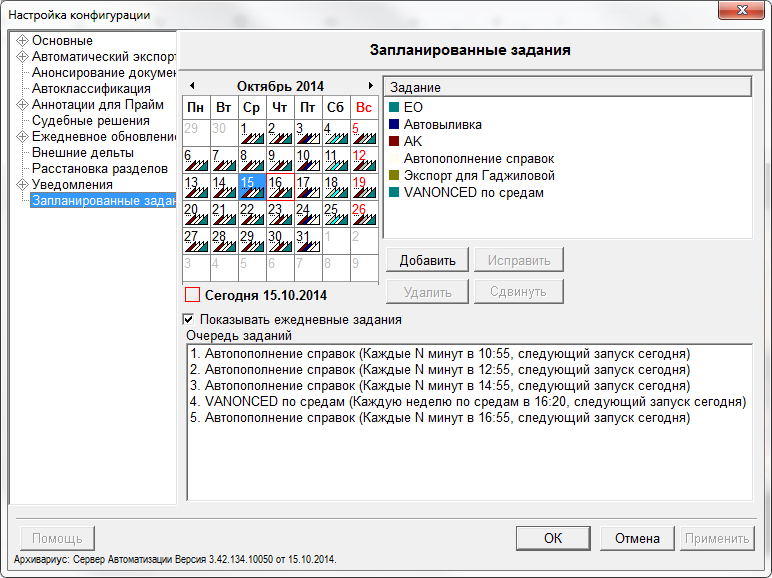 Настройка конфигурации
Основные
Автоматический экспорт
Анонсирование докумен
Автоклассификация
Аннотации для Прайм
Судебные решения
Ежедневное обновление
Внешние дельты
Расстановка разделов
Уведомления
Запланированные задан
Запланированные задания
Октябрь 2014
Пн Вт Ср Чт Пт Сб Вс
29 30 1 2 3 4 5
6 7 8 9 10 11 12
13 14 15 16 17 18 19
20 21 22 23 24 25 26
27 28 29 30 31 1 2
3 4 5 6 7 8 9
Сегодня 15.10.2014
Задание
ЕО
Автовыливка
АК
Автопополнение справок
Экспорт для Гаджиловой
VANONCED по средам
Добавить
Исправить
Удалить
Сдвинуть
Показывать ежедневные задания
Очередь заданий
1. Автопополнение справок (Каждые N минут в 10:55, следующий запуск сегодня)
2. Автопополнение справок (Каждые N минут в 12:55, следующий запуск сегодня)
3. Автопополнение справок (Каждые N минут в 14:55, следующий запуск сегодня)
4. VANONCED по средам (Каждую неделю по средам в 16:20, следующий запуск сегодня)
5. Автопополнение справок (Каждые N минут в 16:55, следующий запуск сегодня)
Помощь
OK
Отмена
Применить
Архивариус: Сервер Автоматизации Версия 3.42.134.10050 от 15.10.2014.